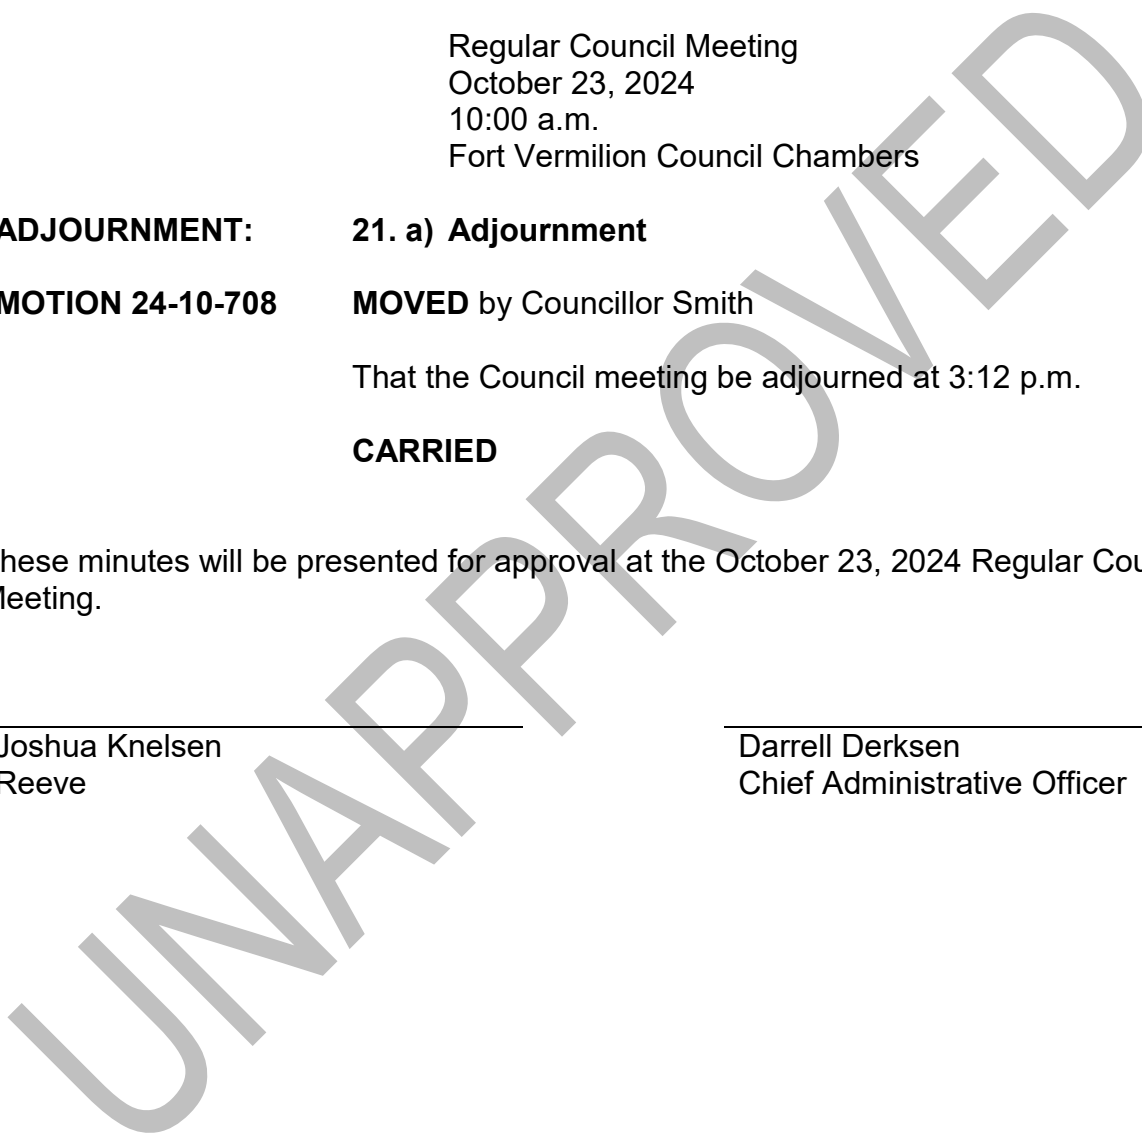 Regular Council Meeting
October 23, 2024
10:00 a.m.
Fort Vermilion Council Chambers
ADJOURNMENT: 21. a) Adjournment
MOTION 24-10-708 MOVED by Councillor Smith
That the Council meeting be adjourned at 3:12 p.m.
CARRIED
hese minutes will be presented for approval at the October 23, 2024 Regular Cou
eeting.
Joshua Knelsen Darrell Derksen
Reeve Chief Administrative Officer
UNAPPROVED